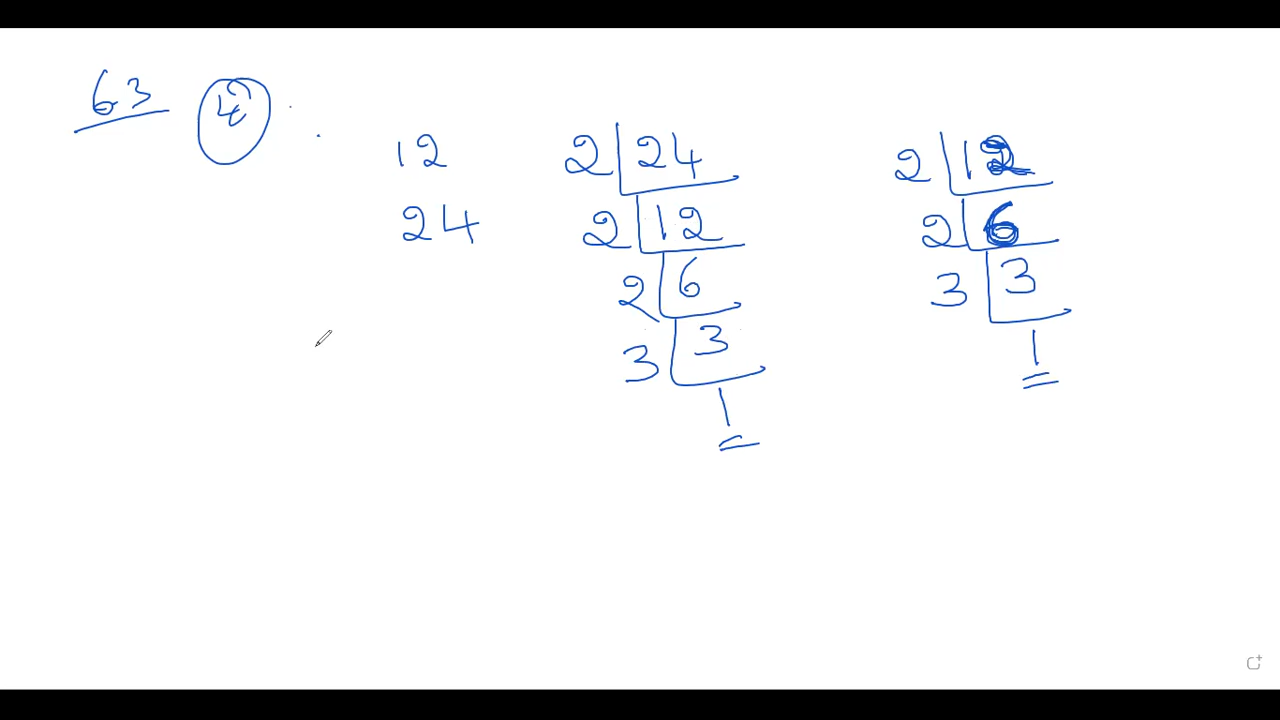 63 4
12
24
2 | 24
2 | 12
2 | 6
3 | 3
1
2 | 12
2 | 6
3 | 3
1